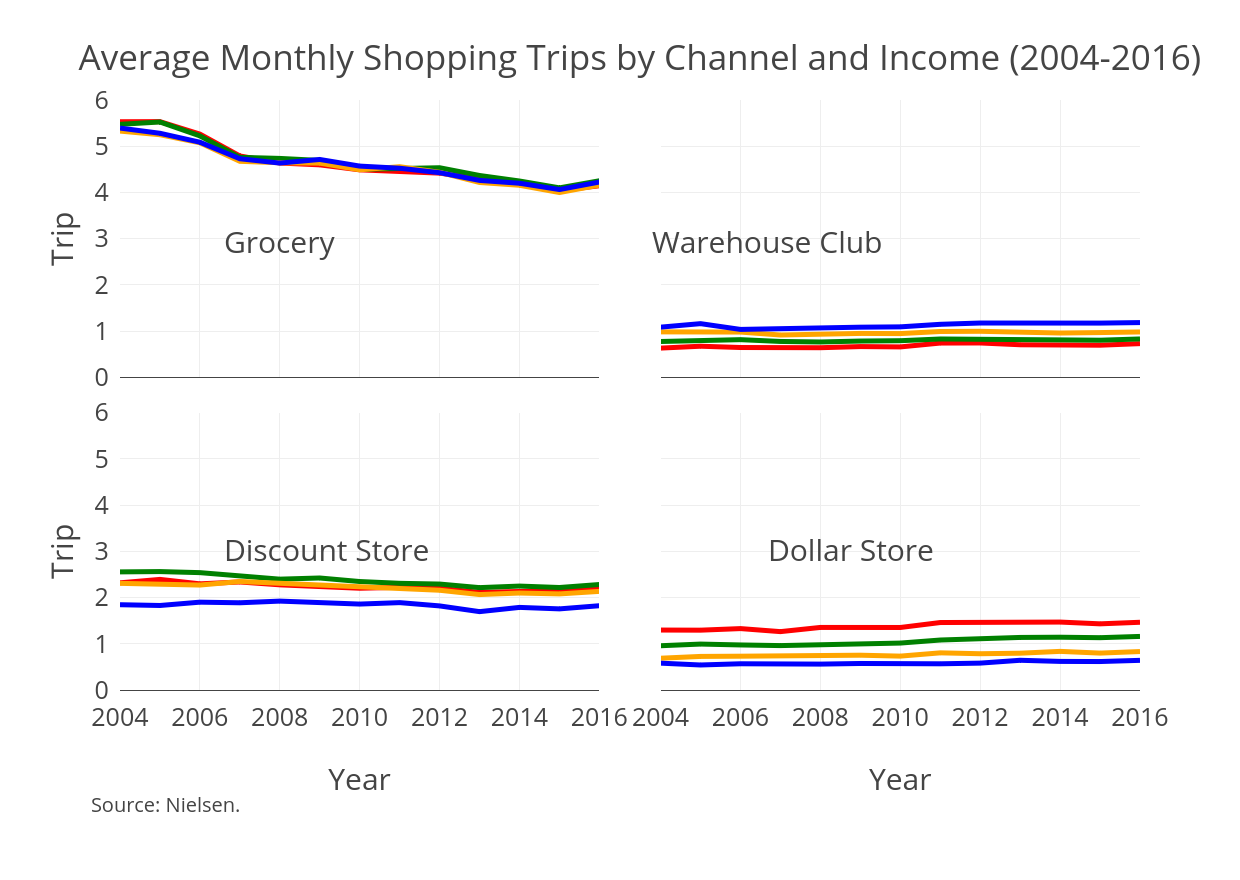 Average Monthly Shopping Trips by Channel and Income (2004-2016)
6
5
4
3
2
1
0
Trip
Grocery
Warehouse Club
6
5
4
3
2
1
0
Trip
Discount Store
Dollar Store
2004 2006 2008 2010 2012 2014 2016
2004 2006 2008 2010 2012 2014 2016
Year
Year
Source: Nielsen.